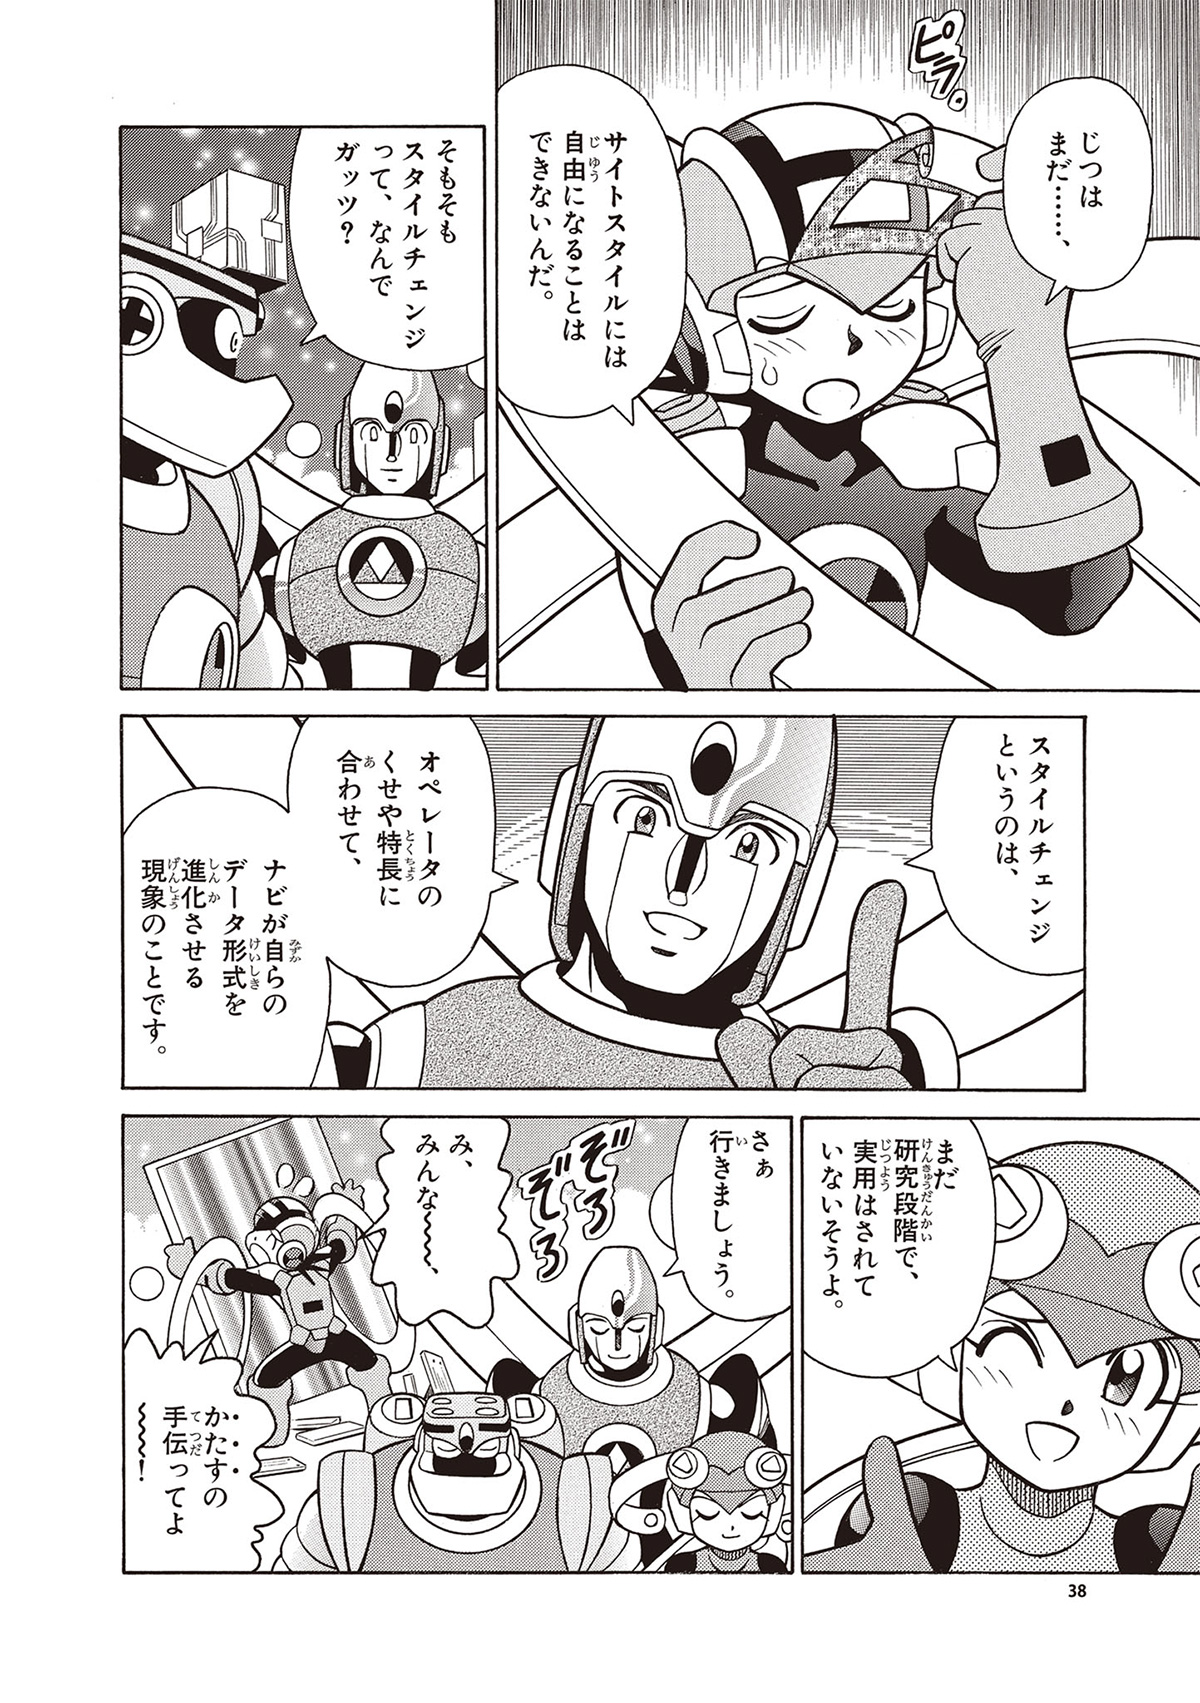 ピラ。
じつは
まだ………、
サイトスタイルには
自由になることは
できないんだ。
そもそも
スタイルチェンジ
って、なんで
ガッツ？
スタイルチェンジ
というのは、
オペレータの
くせや特長に
合わせて、
ナビが自らの
データ形式を
進化させる
現象のことです。
まだ
研究段階で、
実用はされて
いないそうよ。
さぁ
行きましょう。
ぞろ
ぞろ
み、
みんな〜〜、
かたすの
手伝ってよ
〜〜〜！
38